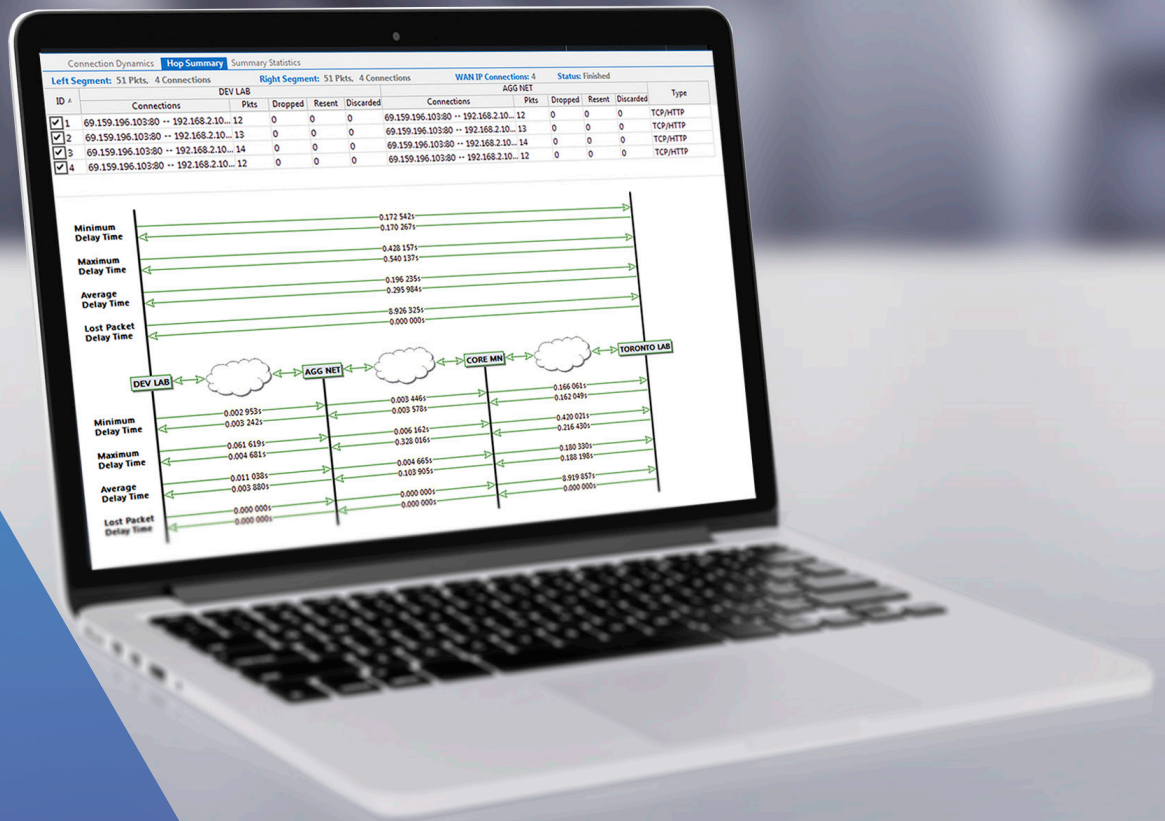 Connection Dynamics Hop Summary Summary Statistics
Left Segment: 51 Pkts, 4 Connections Right Segment: 51 Pkts, 4 Connections WAN IP Connections: 4 Status: Finished
DEV LAB AGG NET
ID Connections Pkts Dropped Resent Discarded Connections Pkts Dropped Resent Discarded Type
1 69.159.196.103:80 -- 192.168.2.10... 12 0 0 0 69.159.196.103:80 -- 192.168.2.10... 12 0 0 0 TCP/HTTP
2 69.159.196.103:80 -- 192.168.2.10... 13 0 0 0 69.159.196.103:80 -- 192.168.2.10... 13 0 0 0 TCP/HTTP
3 69.159.196.103:80 -- 192.168.2.10... 14 0 0 0 69.159.196.103:80 -- 192.168.2.10... 14 0 0 0 TCP/HTTP
4 69.159.196.103:80 -- 192.168.2.10... 12 0 0 0 69.159.196.103:80 -- 192.168.2.10... 12 0 0 0 TCP/HTTP
Minimum
Delay Time
0.172 542s
0.170 267s
Maximum
Delay Time
0.428 157s
0.540 137s
Average
Delay Time
0.196 235s
0.295 984s
Lost Packet
Delay Time
8.926 325s
0.000 000s
DEV LAB AGG NET CORE MN TORONTO LAB
Minimum
Delay Time
0.002 953s 0.003 446s 0.166 061s
0.003 242s 0.003 578s 0.162 049s
Maximum
Delay Time
0.061 619s 0.006 162s 0.420 021s
0.004 681s 0.328 016s 0.216 430s
Average
Delay Time
0.011 038s 0.004 665s 0.180 330s
0.003 880s 0.103 905s 0.188 198s
Lost Packet
Delay Time
0.000 000s 0.000 000s 8.919 857s
0.000 000s 0.000 000s 0.000 000s